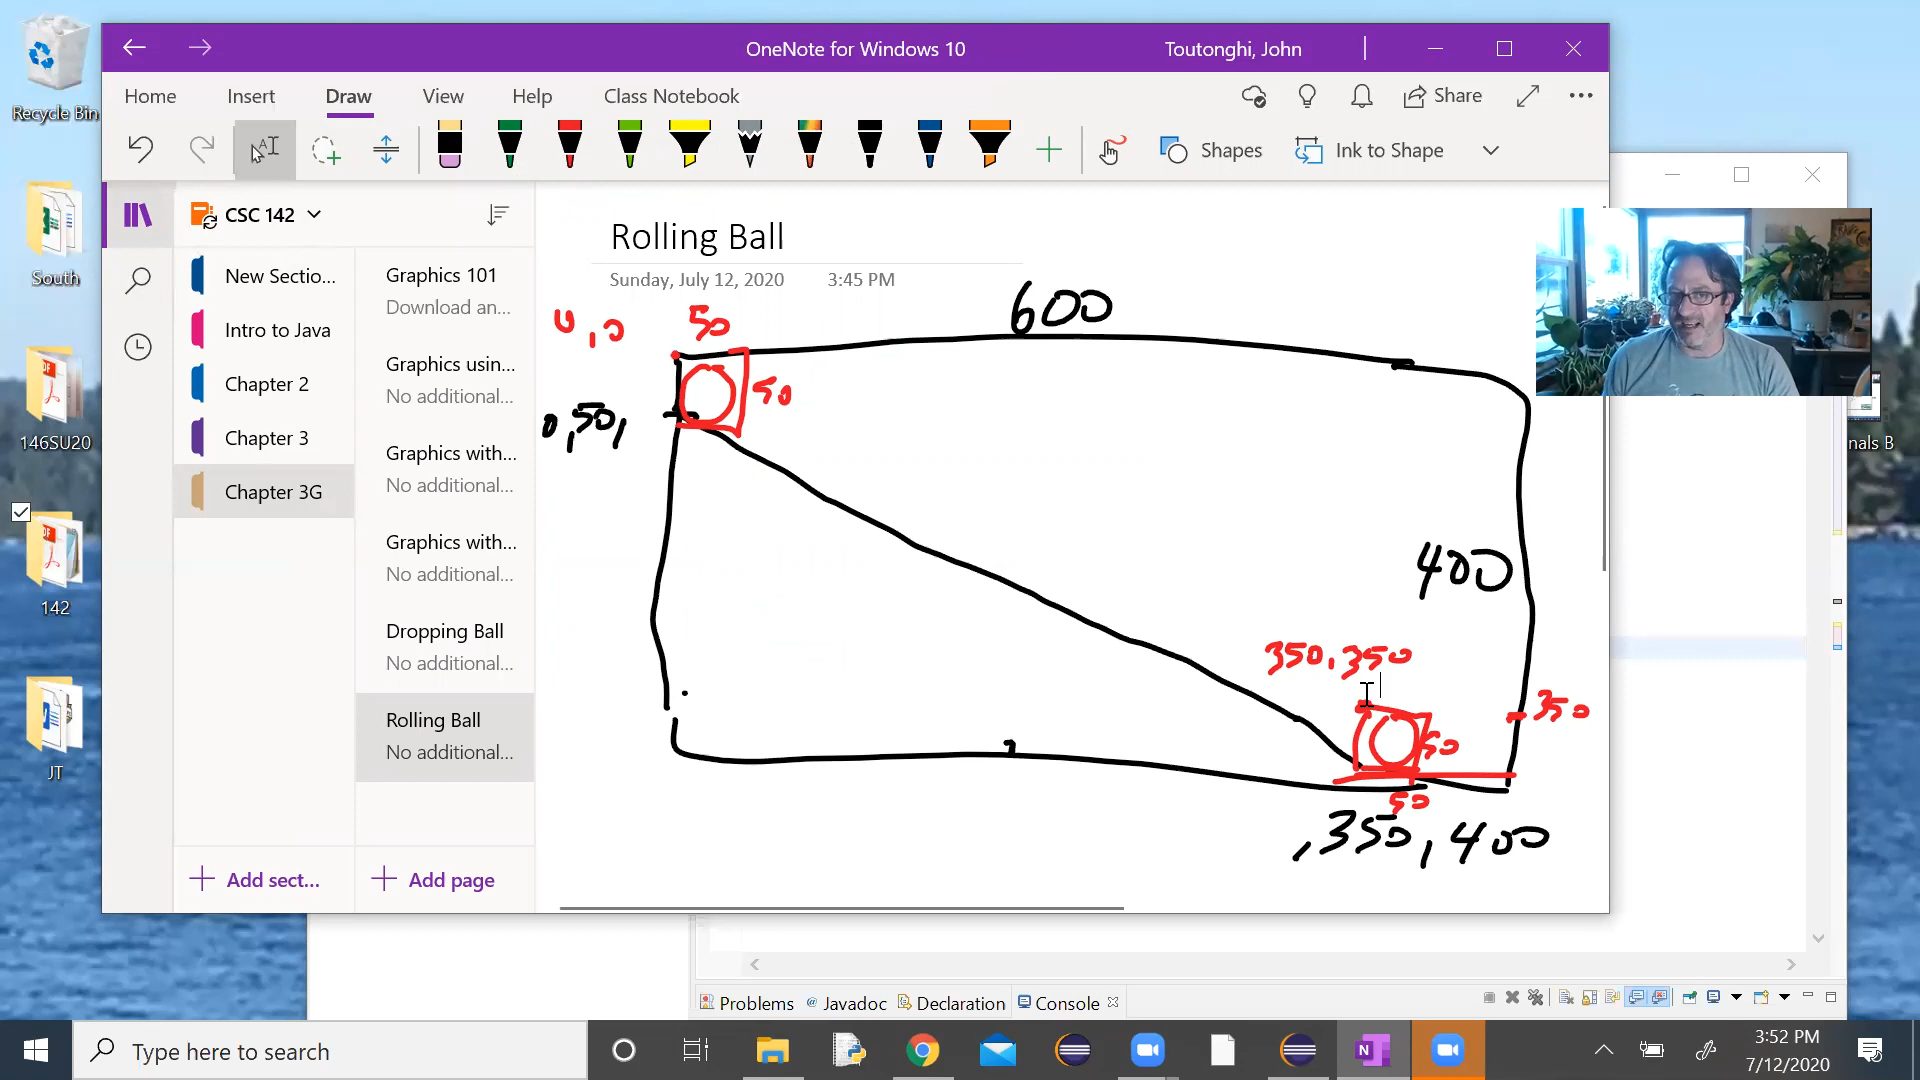 Recycle Bin
South
146SU20
142
JT
OneNote for Windows 10
Toutonghi, John
Home
Insert
Draw
View
Help
Class Notebook
Share
Shapes
Ink to Shape
CSC 142
New Sectio...
Intro to Java
Chapter 2
Chapter 3
Chapter 3G
Add sect...
Graphics 101
Download an...
Graphics usin...
No additional...
Graphics with...
No additional...
Graphics with...
No additional...
Dropping Ball
No additional...
Rolling Ball
No additional...
Add page
Rolling Ball
Sunday, July 12, 2020 3:45 PM
600
0,0
50
50
0,50,
400
350,350
350
50
50
,350,400
nals B
Problems
@ Javadoc
Declaration
Console
Type here to search
3:52 PM
7/12/2020